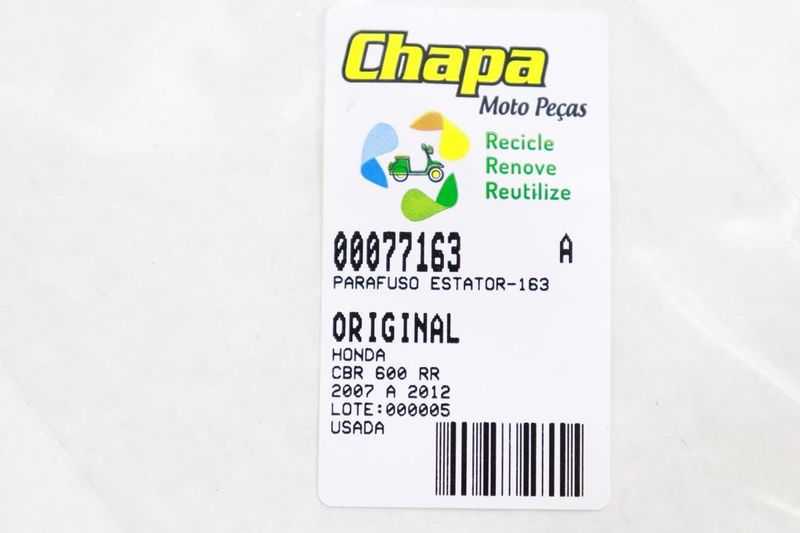 Chapa
Moto Peças
Recicle
Renove
Reutilize
00077163 A
PARAFUSO ESTATOR-163
ORIGINAL
HONDA
CBR 600 RR
2007 A 2012
LOTE:000005
USADA